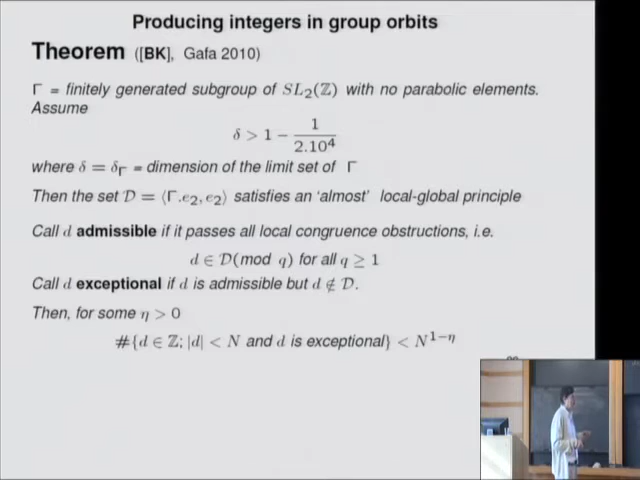 Producing integers in group orbits
Theorem ([BK], Gafa 2010)
Γ = finitely generated subgroup of SL₂(ℤ) with no parabolic elements.
Assume
δ > 1 − 1/2.10⁴
where δ = δ_Γ = dimension of the limit set of Γ
Then the set 𝒟 = ⟨Γ.e₂, e₂⟩ satisfies an 'almost' local-global principle
Call d admissible if it passes all local congruence obstructions, i.e.
d ∈ 𝒟(mod q) for all q ≥ 1
Call d exceptional if d is admissible but d ∉ 𝒟.
Then, for some η > 0
#{d ∈ ℤ; |d| < N and d is exceptional} < N^{1−η}